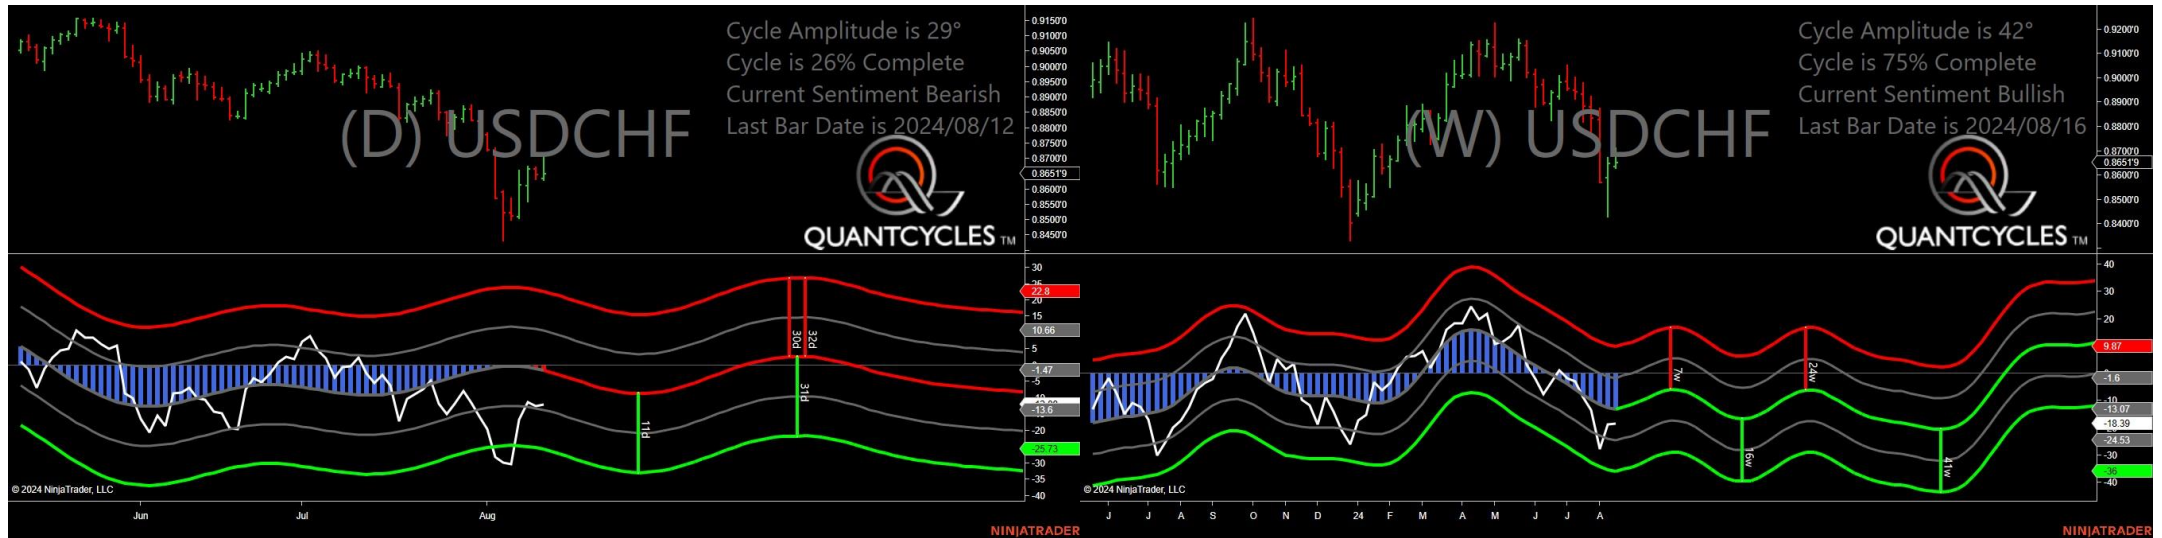 Cycle Amplitude is 29°
Cycle is 26% Complete
Current Sentiment Bearish
Last Bar Date is 2024/08/12
(D) USDCHF
QUANTCYCLES TM
0.9150'0
0.9100'0
0.9050'0
0.9000'0
0.8950'0
0.8900'0
0.8850'0
0.8800'0
0.8750'0
0.8700'0
0.8651'9
0.8600'0
0.8550'0
0.8500'0
0.8450'0
30
25
22.8
20
15
10.66
5
-1.47
-5
-13.6
-20
-25.73
-30
-35
-40
11d
30d
32d
31d
© 2024 NinjaTrader, LLC
Jun
Jul
Aug
NINJATRADER
Cycle Amplitude is 42°
Cycle is 75% Complete
Current Sentiment Bullish
Last Bar Date is 2024/08/16
(W) USDCHF
QUANTCYCLES TM
0.9200'0
0.9100'0
0.9000'0
0.8900'0
0.8800'0
0.8700'0
0.8651'9
0.8600'0
0.8500'0
0.8400'0
40
30
20
9.87
-1.6
-10
-13.07
-18.39
-24.53
-30
-36
-40
7w
24w
16w
41w
© 2024 NinjaTrader, LLC
J
J
A
S
O
N
D
24
F
M
A
M
J
J
A
NINJATRADER